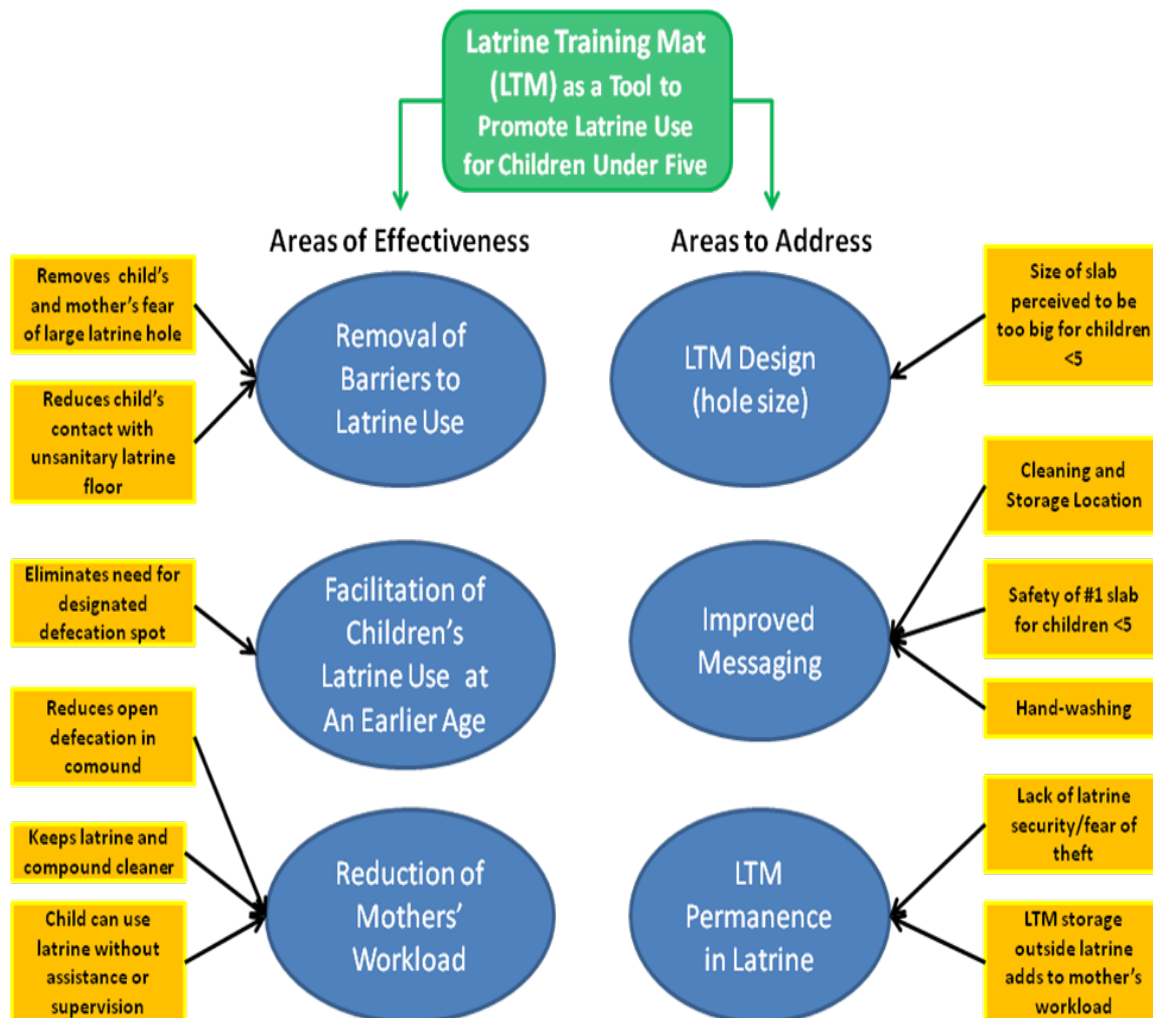 Latrine Training Mat
(LTM) as a Tool to
Promote Latrine Use
for Children Under Five
Areas of Effectiveness
Areas to Address
Removes child's
and mother's fear
of large latrine hole
Reduces child's
contact with
unsanitary latrine
floor
Removal of
Barriers to
Latrine Use
LTM Design
(hole size)
Size of slab
perceived to be
too big for children
<5
Eliminates need for
designated
defecation spot
Facilitation of
Children's
Latrine Use at
An Earlier Age
Improved
Messaging
Cleaning and
Storage Location
Safety of #1 slab
for children <5
Hand-washing
Reduces open
defecation in
comound
Keeps latrine and
compound cleaner
Child can use
latrine without
assistance or
supervision
Reduction of
Mothers'
Workload
LTM
Permanence
in Latrine
Lack of latrine
security/fear of
theft
LTM storage
outside latrine
adds to mother's
workload